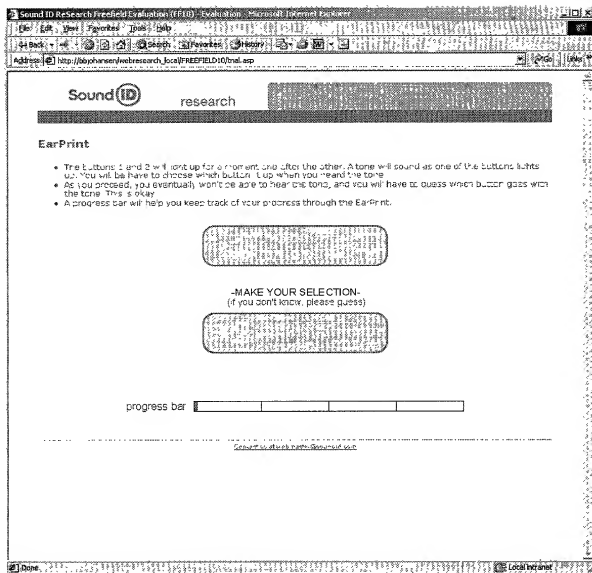 Sound ID ReSearch Freefield Evaluation (FP10) - Evaluation - Microsoft Internet Explorer
File Edit View Favorites Tools Help
Back Search Favorites History
Address http://bbjohansen/webresearch_local/FREEFIELD10/trial.asp Go Links
Sound ID research
EarPrint
The buttons 1 and 2 will light up for a moment one after the other. A tone will sound as one of the buttons lights
up. You will be have to choose which button lit up when you heard the tone
As you proceed, you eventually won't be able to hear the tone, and you will have to guess which button goes with
the tone. This is okay
A progress bar will help you keep track of your progress through the EarPrint.
-MAKE YOUR SELECTION-
(if you don't know, please guess)
progress bar
Done Local intranet